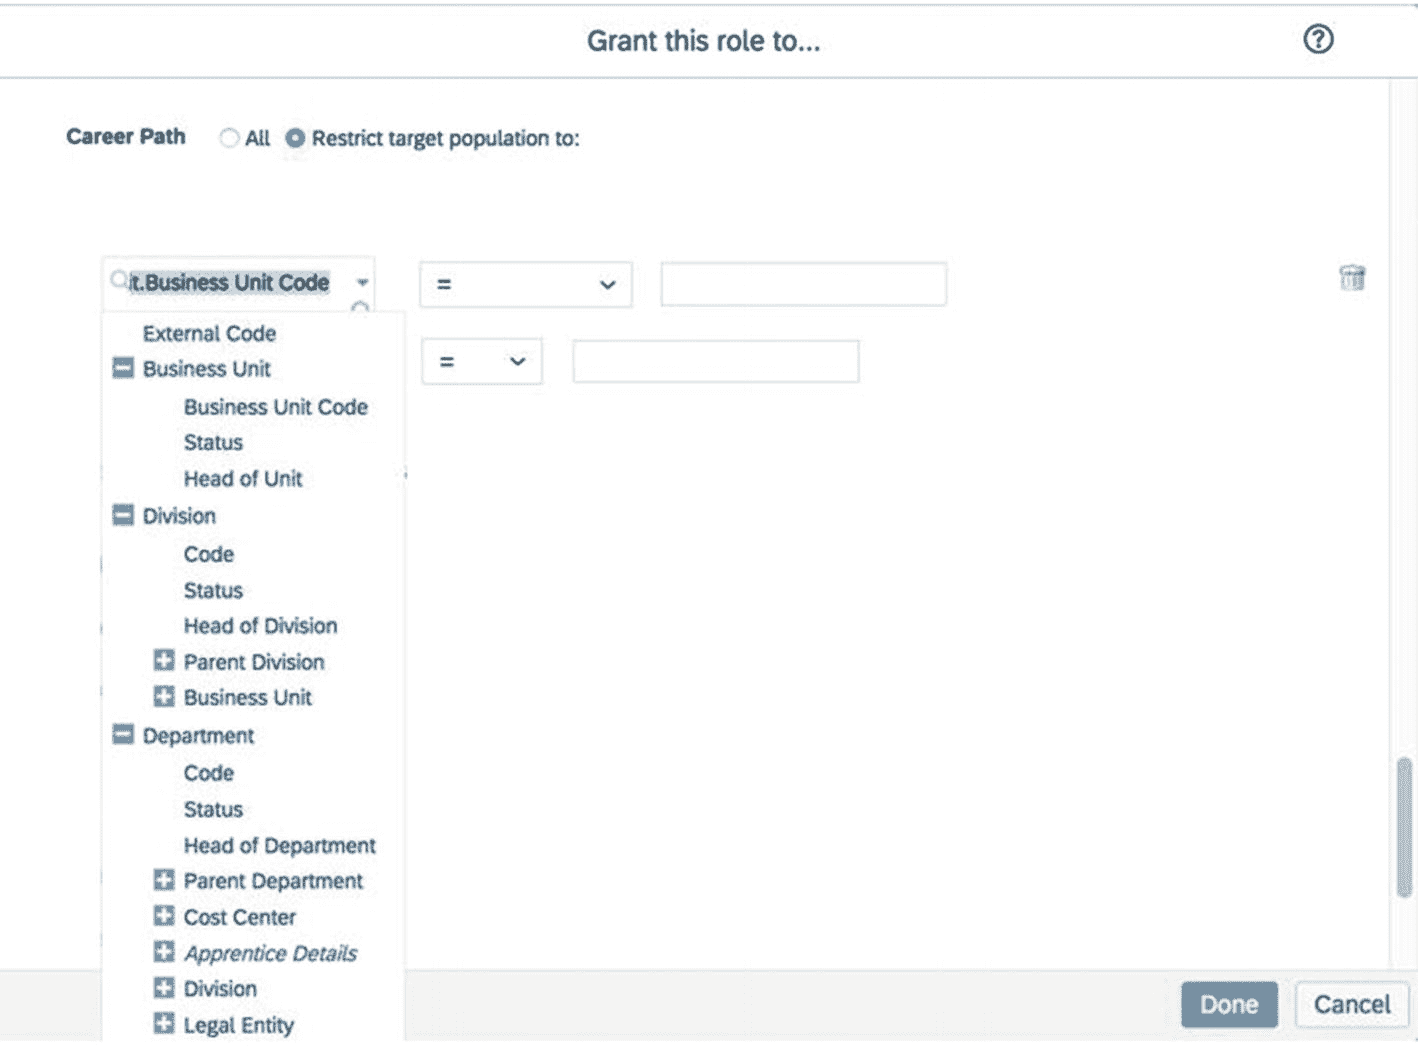 Grant this role to...
?
Career Path All Restrict target population to:
it.Business Unit Code =
External Code
Business Unit =
Business Unit Code
Status
Head of Unit
Division
Code
Status
Head of Division
Parent Division
Business Unit
Department
Code
Status
Head of Department
Parent Department
Cost Center
Apprentice Details
Division
Legal Entity
Done Cancel